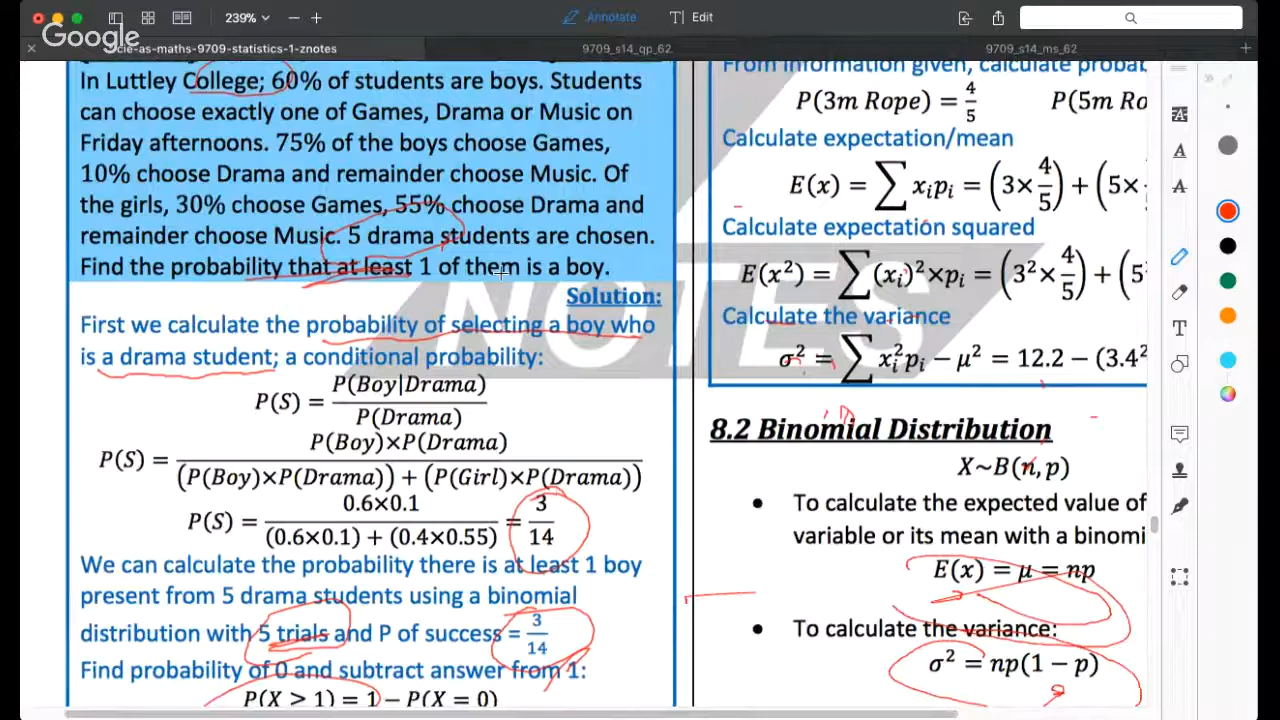 239%
Annotate
T Edit
Google
cie-as-maths-9709-statistics-1-znotes
9709_s14_qp_62
9709_s14_ms_62
In Luttley College; 60% of students are boys. Students
can choose exactly one of Games, Drama or Music on
Friday afternoons. 75% of the boys choose Games,
10% choose Drama and remainder choose Music. Of
the girls, 30% choose Games, 55% choose Drama and
remainder choose Music. 5 drama students are chosen.
Find the probability that at least 1 of them is a boy.
Solution:
First we calculate the probability of selecting a boy who
is a drama student; a conditional probability:
P(S) = P(Boy|Drama) / P(Drama)
P(S) = P(Boy)×P(Drama) / (P(Boy)×P(Drama)) + (P(Girl)×P(Drama))
P(S) = 0.6×0.1 / (0.6×0.1) + (0.4×0.55) = 3/14
We can calculate the probability there is at least 1 boy
present from 5 drama students using a binomial
distribution with 5 trials and P of success = 3/14
Find probability of 0 and subtract answer from 1:
P(X > 1) = 1 − P(X = 0)
From information given, calculate probab
P(3m Rope) = 4/5 P(5m Ro
Calculate expectation/mean
E(x) = ∑ xᵢpᵢ = (3×4/5) + (5×
Calculate expectation squared
E(x²) = ∑(xᵢ)²×pᵢ = (3²×4/5) + (5
Calculate the variance
σ² = ∑ xᵢ²pᵢ − μ² = 12.2 − (3.4²
8.2 Binomial Distribution
X~B(n, p)
• To calculate the expected value of
variable or its mean with a binomi
E(x) = μ = np
• To calculate the variance:
σ² = np(1 − p)
NOTES